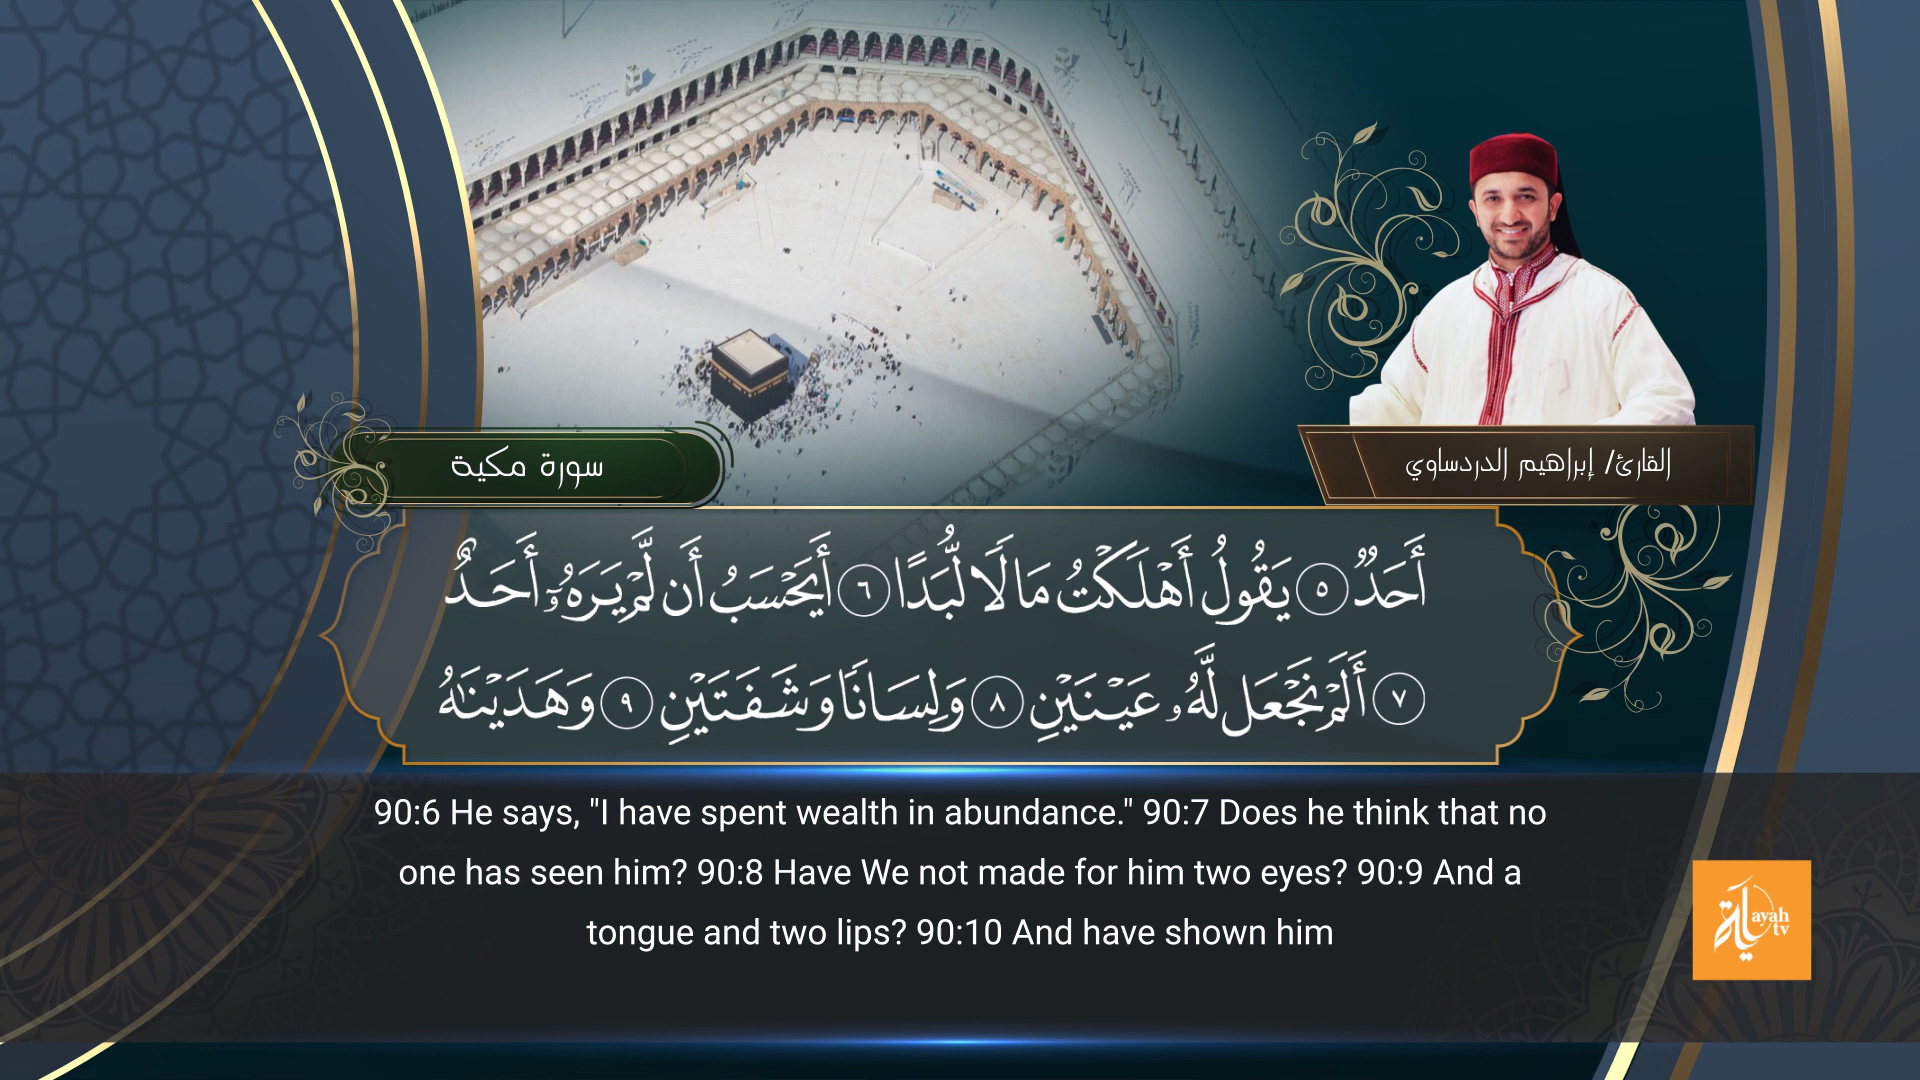 القارئ/ إبراهيم الدردساوي
سورة مكية
أَحَدٌ ٥ يَقُولُ أَهْلَكْتُ مَالًا لُّبَدًا ٦ أَيَحْسَبُ أَن لَّمْ يَرَهُۥٓ أَحَدٌ
٧ أَلَمْ نَجْعَل لَّهُۥ عَيْنَيْنِ ٨ وَلِسَانًا وَشَفَتَيْنِ ٩ وَهَدَيْنَٰهُ
90:6 He says, "I have spent wealth in abundance." 90:7 Does he think that no
one has seen him? 90:8 Have We not made for him two eyes? 90:9 And a
tongue and two lips? 90:10 And have shown him
آية
ayah
tv